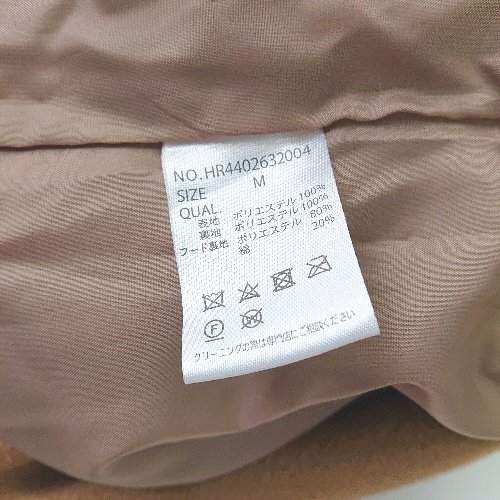 NO.HR4402632004
SIZE M
QUAL.
表地 ポリエステル 100%
裏地 ポリエステル 100%
フード裏地 ポリエステル 80%
綿 20%
F W
クリーニングの際は専門店にご相談ください